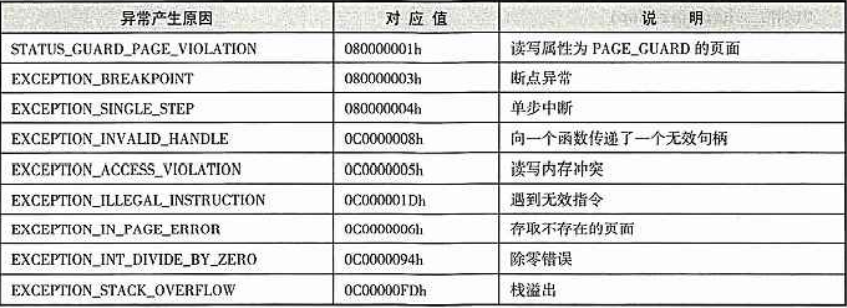 异常产生原因 对应值 说明
STATUS_GUARD_PAGE_VIOLATION 080000001h 读写属性为 PAGE_GUARD 的页面
EXCEPTION_BREAKPOINT 080000003h 断点异常
EXCEPTION_SINGLE_STEP 080000004h 单步中断
EXCEPTION_INVALID_HANDLE 0C0000008h 向一个函数传递了一个无效句柄
EXCEPTION_ACCESS_VIOLATION 0C0000005h 读写内存冲突
EXCEPTION_ILLEGAL_INSTRUCTION 0C000001Dh 遇到无效指令
EXCEPTION_IN_PAGE_ERROR 0C0000006h 存取不存在的页面
EXCEPTION_INT_DIVIDE_BY_ZERO 0C0000094h 除零错误
EXCEPTION_STACK_OVERFLOW 0C00000FDh 栈溢出